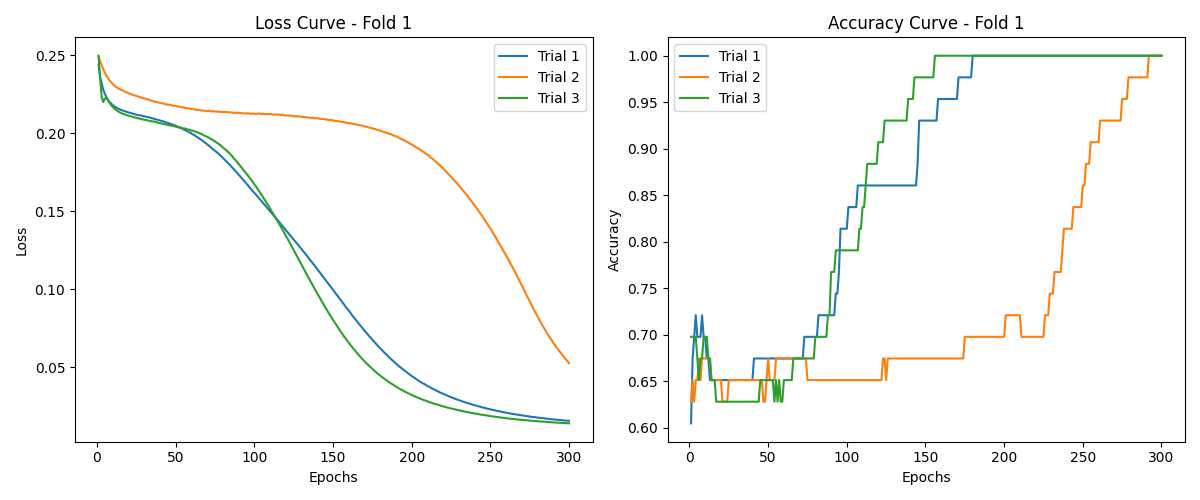 Loss Curve - Fold 1
Loss
0.25
0.20
0.15
0.10
0.05
0
50
100
150
200
250
300
Epochs
Trial 1
Trial 2
Trial 3
Accuracy Curve - Fold 1
Accuracy
1.00
0.95
0.90
0.85
0.80
0.75
0.70
0.65
0.60
0
50
100
150
200
250
300
Epochs
Trial 1
Trial 2
Trial 3